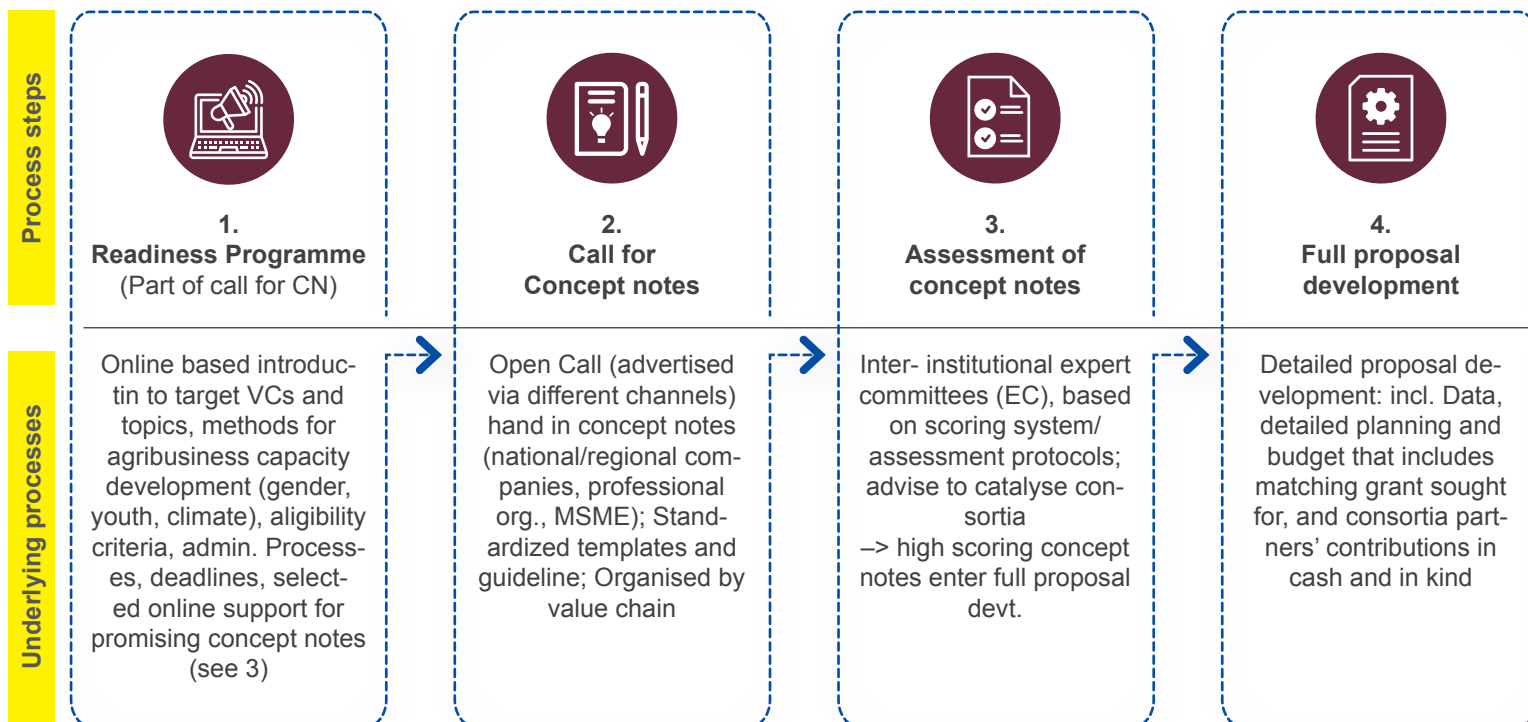 Process steps
1.
Readiness Programme
(Part of call for CN)
2.
Call for
Concept notes
3.
Assessment of
concept notes
4.
Full proposal
development
Underlying processes
Online based introduc-
tin to target VCs and
topics, methods for
agribusiness capacity
development (gender,
youth, climate), aligibility
criteria, admin. Process-
es, deadlines, select-
ed online support for
promising concept notes
(see 3)
Open Call (advertised
via different channels)
hand in concept notes
(national/regional com-
panies, professional
org., MSME); Stand-
ardized templates and
guideline; Organised by
value chain
Inter- institutional expert
committees (EC), based
on scoring system/
assessment protocols;
advise to catalyse con-
sortia
–> high scoring concept
notes enter full proposal
devt.
Detailed proposal de-
velopment: incl. Data,
detailed planning and
budget that includes
matching grant sought
for, and consortia part-
ners’ contributions in
cash and in kind